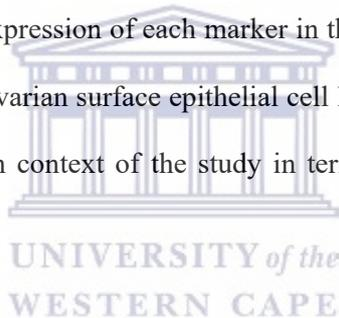 expression of each marker in th
varian surface epithelial cell l
context of the study in ter
UNIVERSITY of the
WESTERN CAPE